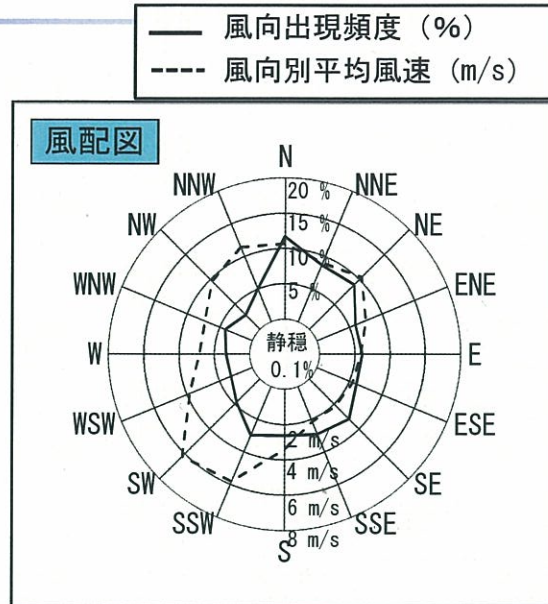 風向出現頻度 (%)
風向別平均風速 (m/s)
風配図
N
NNW
NNE
20 %
NW
15 %
NE
10 %
WNW
ENE
5 %
静穏
W
0.1%
E
WSW
ESE
2 m/s
4 m/s
SW
SE
6 m/s
SSW
SSE
8 m/s
S